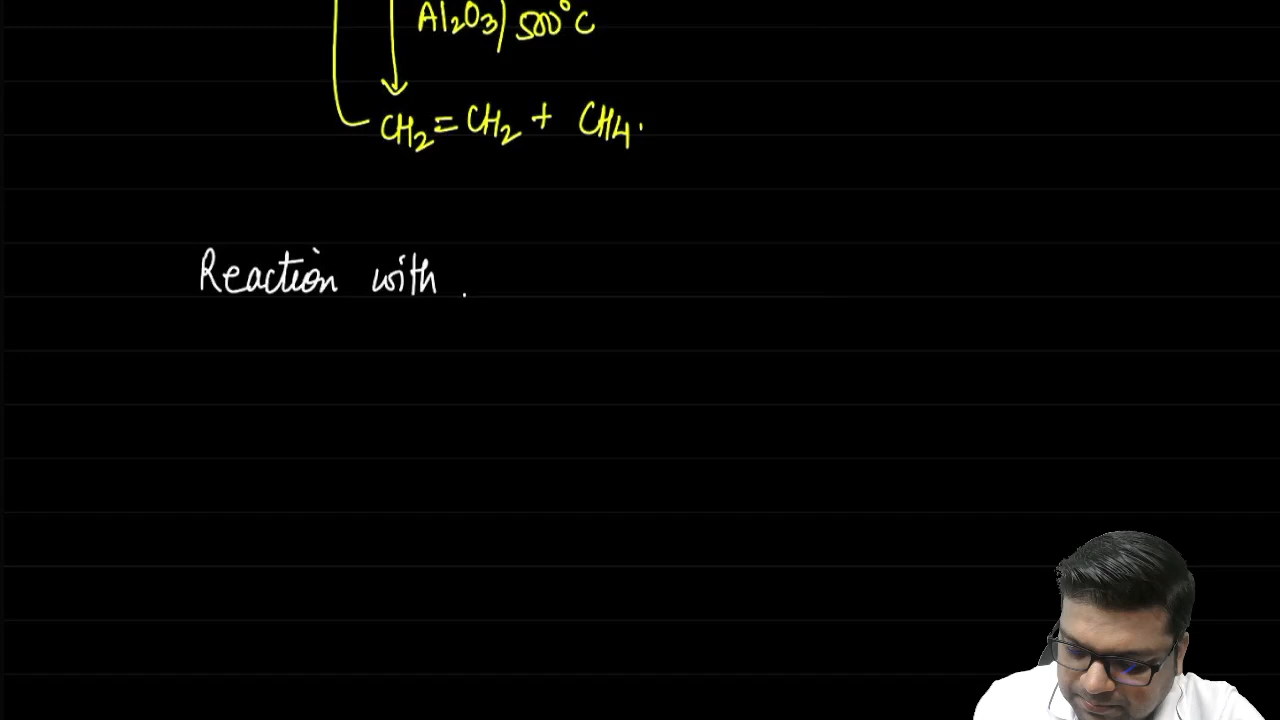 Al₂O₃/500°C
CH₂=CH₂ + CH₄.
Reaction with .